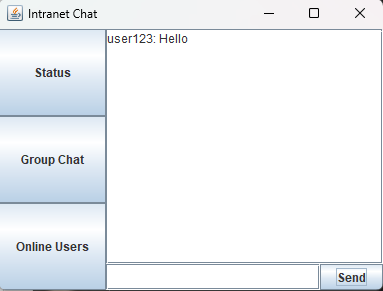 Intranet Chat
Status
Group Chat
Online Users
user123: Hello
Send